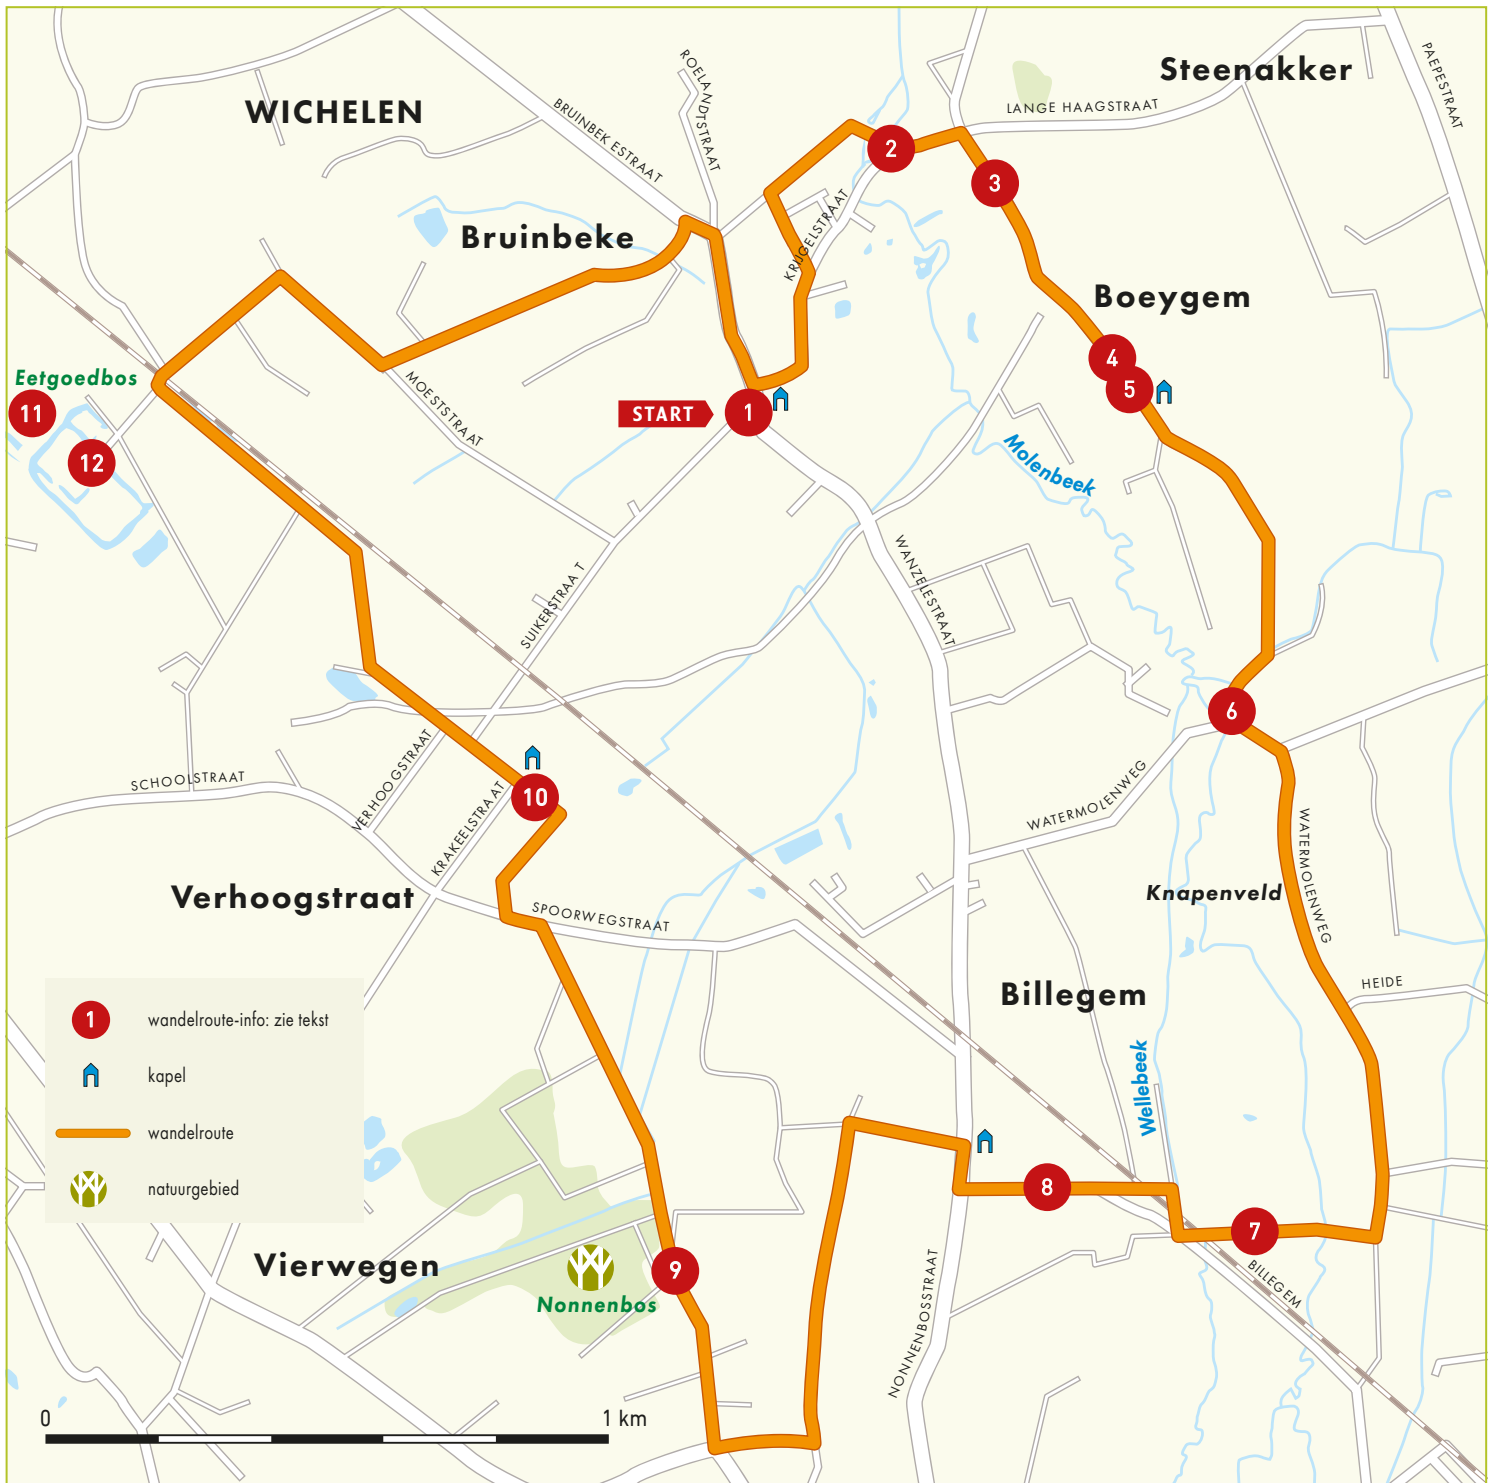 Steenakker
PAEPESTRAAT
ROELANDTSTRAAT
LANGE HAAGSTRAAT
WICHELEN
BRUINBEK ESTRAAT
2
3
KRIJGELSTRAAT
Bruinbeke
Boeygem
4
5
Eetgoedbos
11
MOESTSTRAAT
START
1
12
Molenbeek
WANZELESTRAAT
SUIKERSTRAA T
6
VERHOOGSTRAAT
SCHOOLSTRAAT
KRAKEELSTRAAT
10
WATERMOLENWEG
WATERMOLENWEG
Verhoogstraat
Knapenveld
SPOORWEGSTRAAT
HEIDE
Billegem
1 wandelroute-info: zie tekst
kapel
wandelroute
natuurgebied
Wellebeek
8
7
Vierwegen
9
BILLEGEM
Nonnenbos
NONNENBOSSTRAAT
0 1 km